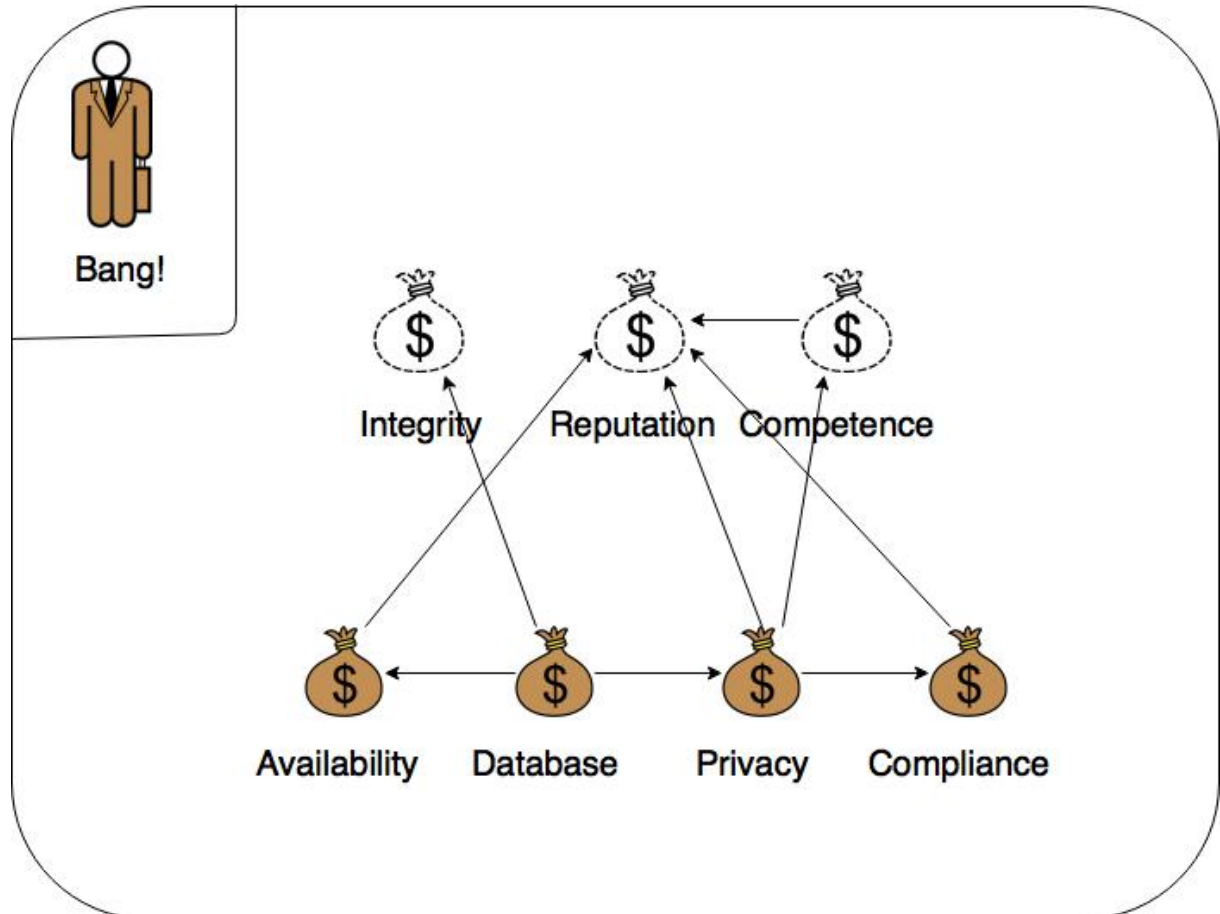 Bang!
$ $ $
Integrity Reputation Competence
$ $ $ $
Availability Database Privacy Compliance